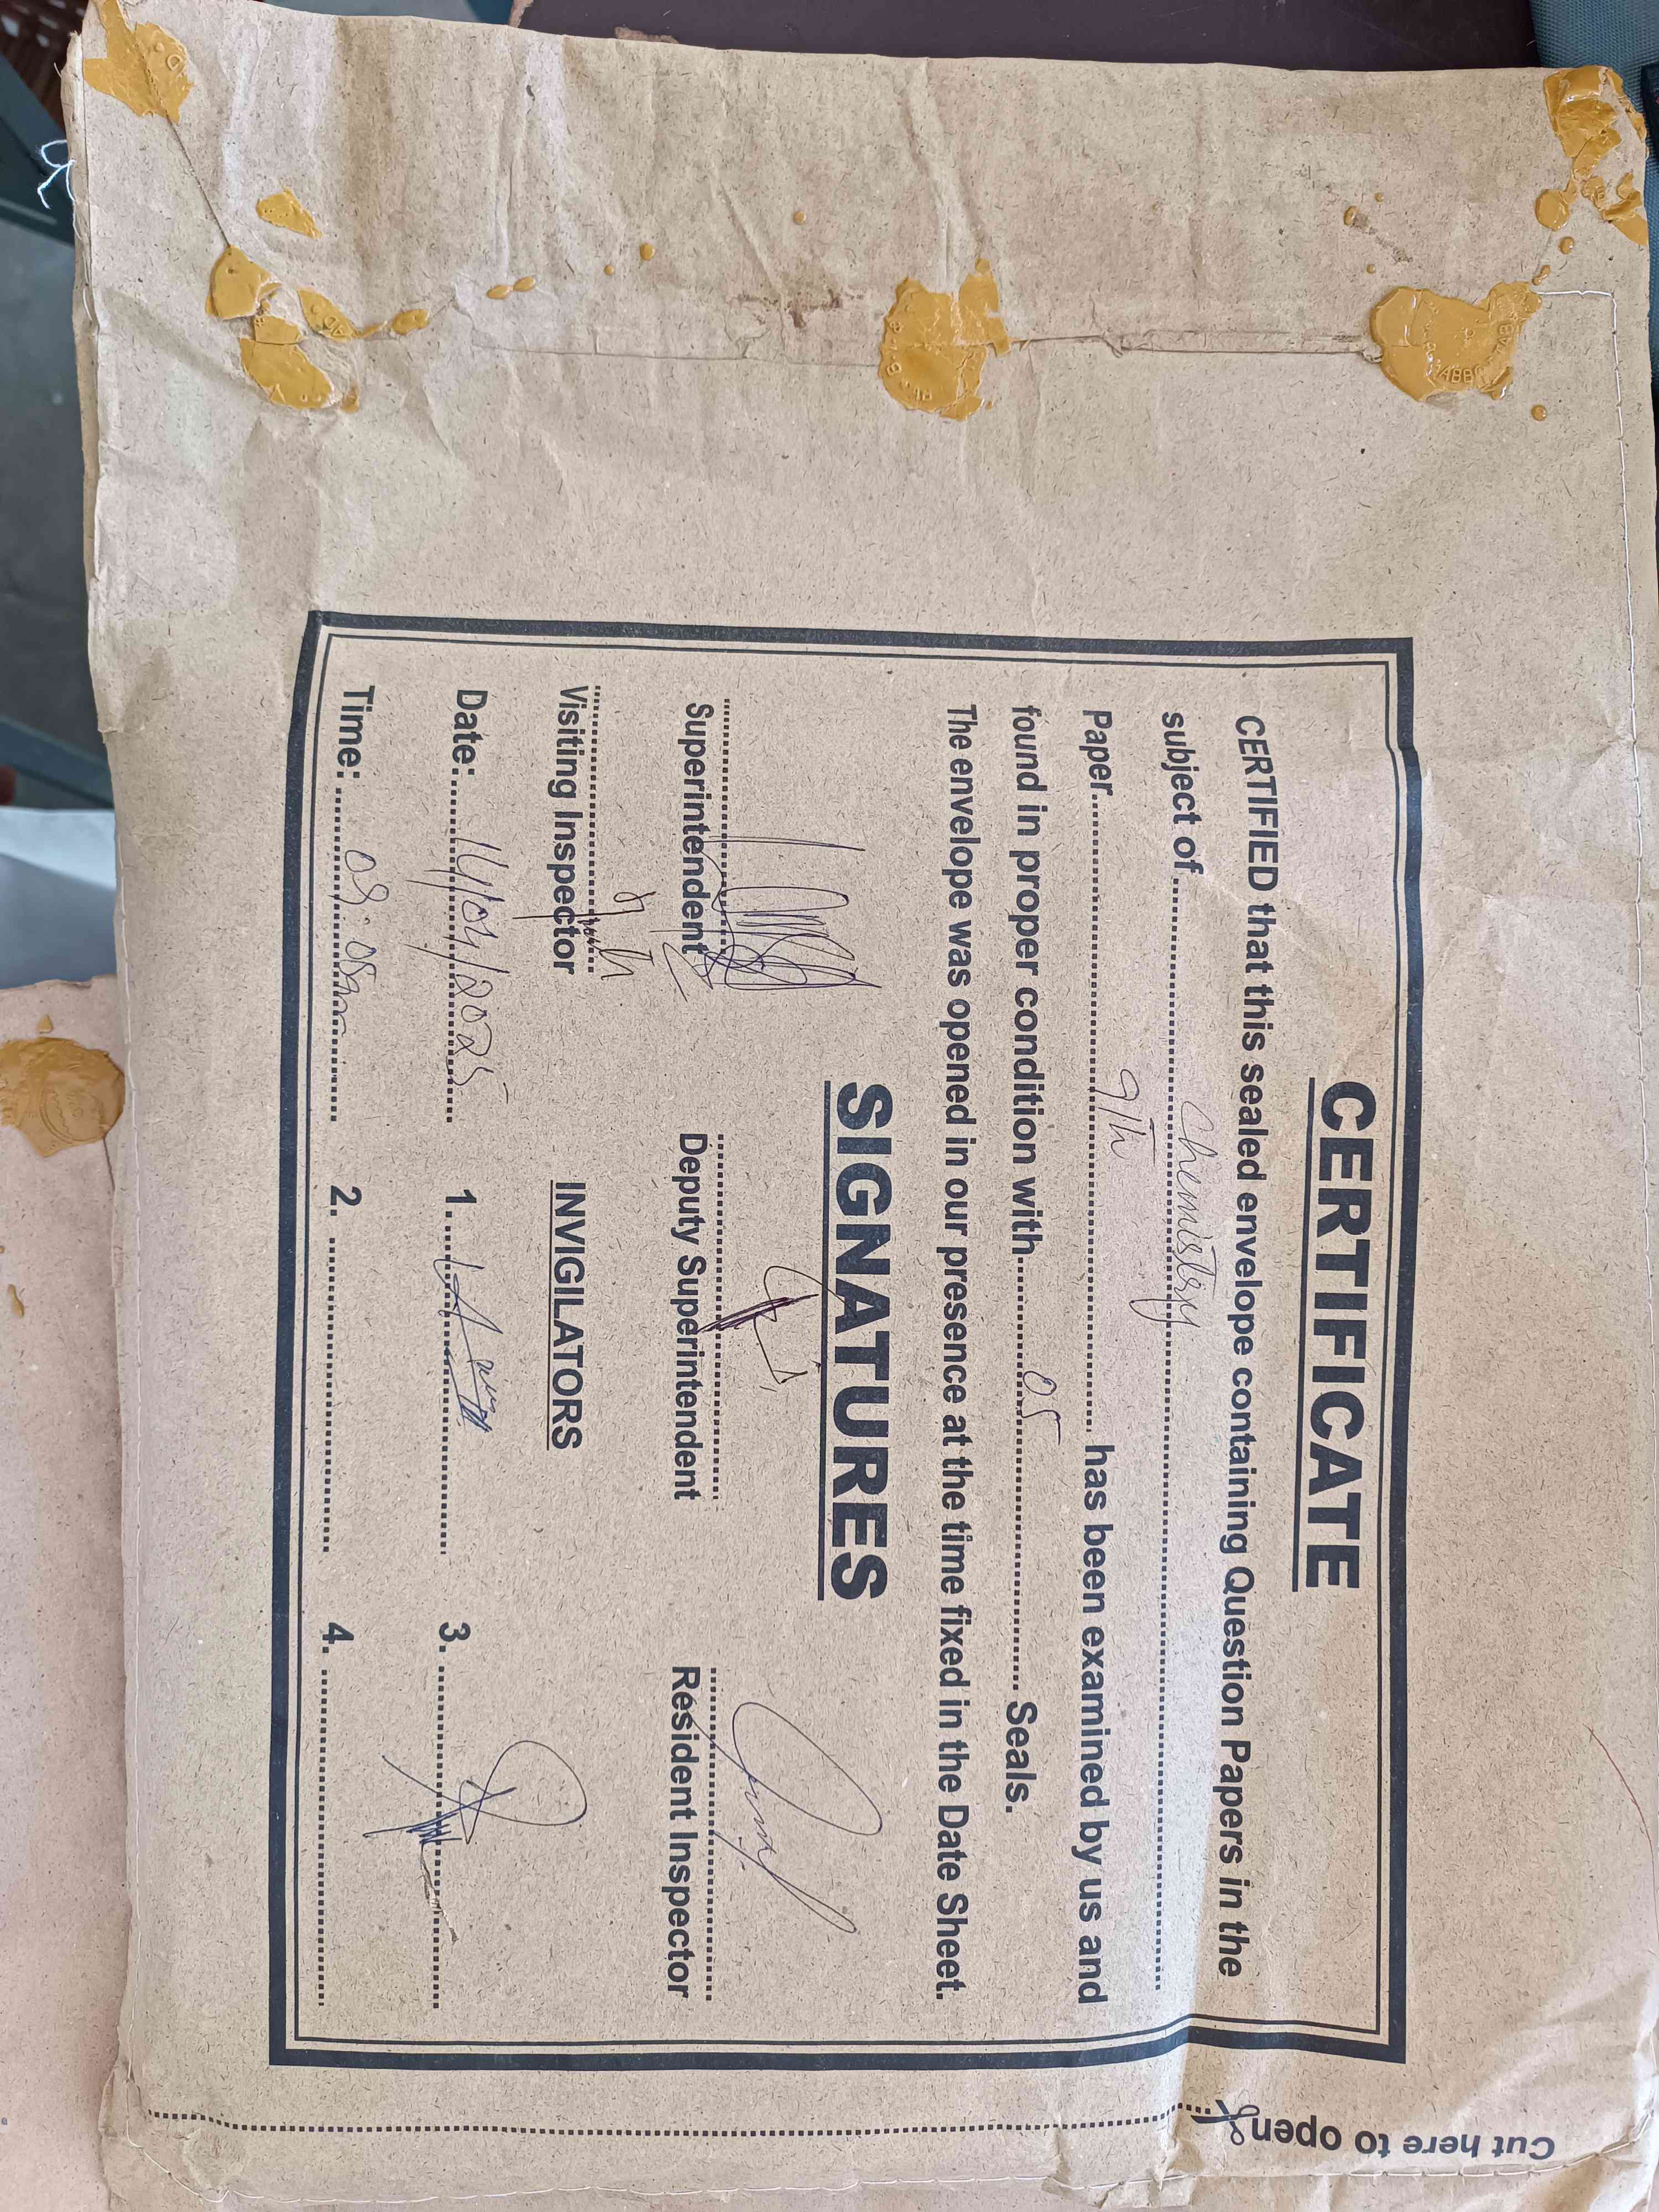 CERTIFICATE
CERTIFIED that this sealed envelope containing Question Papers in the
subject of.......... Chemistry ..........
Paper.......... 9th .......... has been examined by us and
found in proper condition with.......... 05 .......... Seals.
The envelope was opened in our presence at the time fixed in the Date Sheet.
SIGNATURES
Superintendent Deputy Superintendent Resident Inspector
Visiting Inspector INVIGILATORS
Date:.... 14/04/2025 .... 1. .......... 3. ..........
Time: .......... 2. .......... 4. ..........
Cut here to open